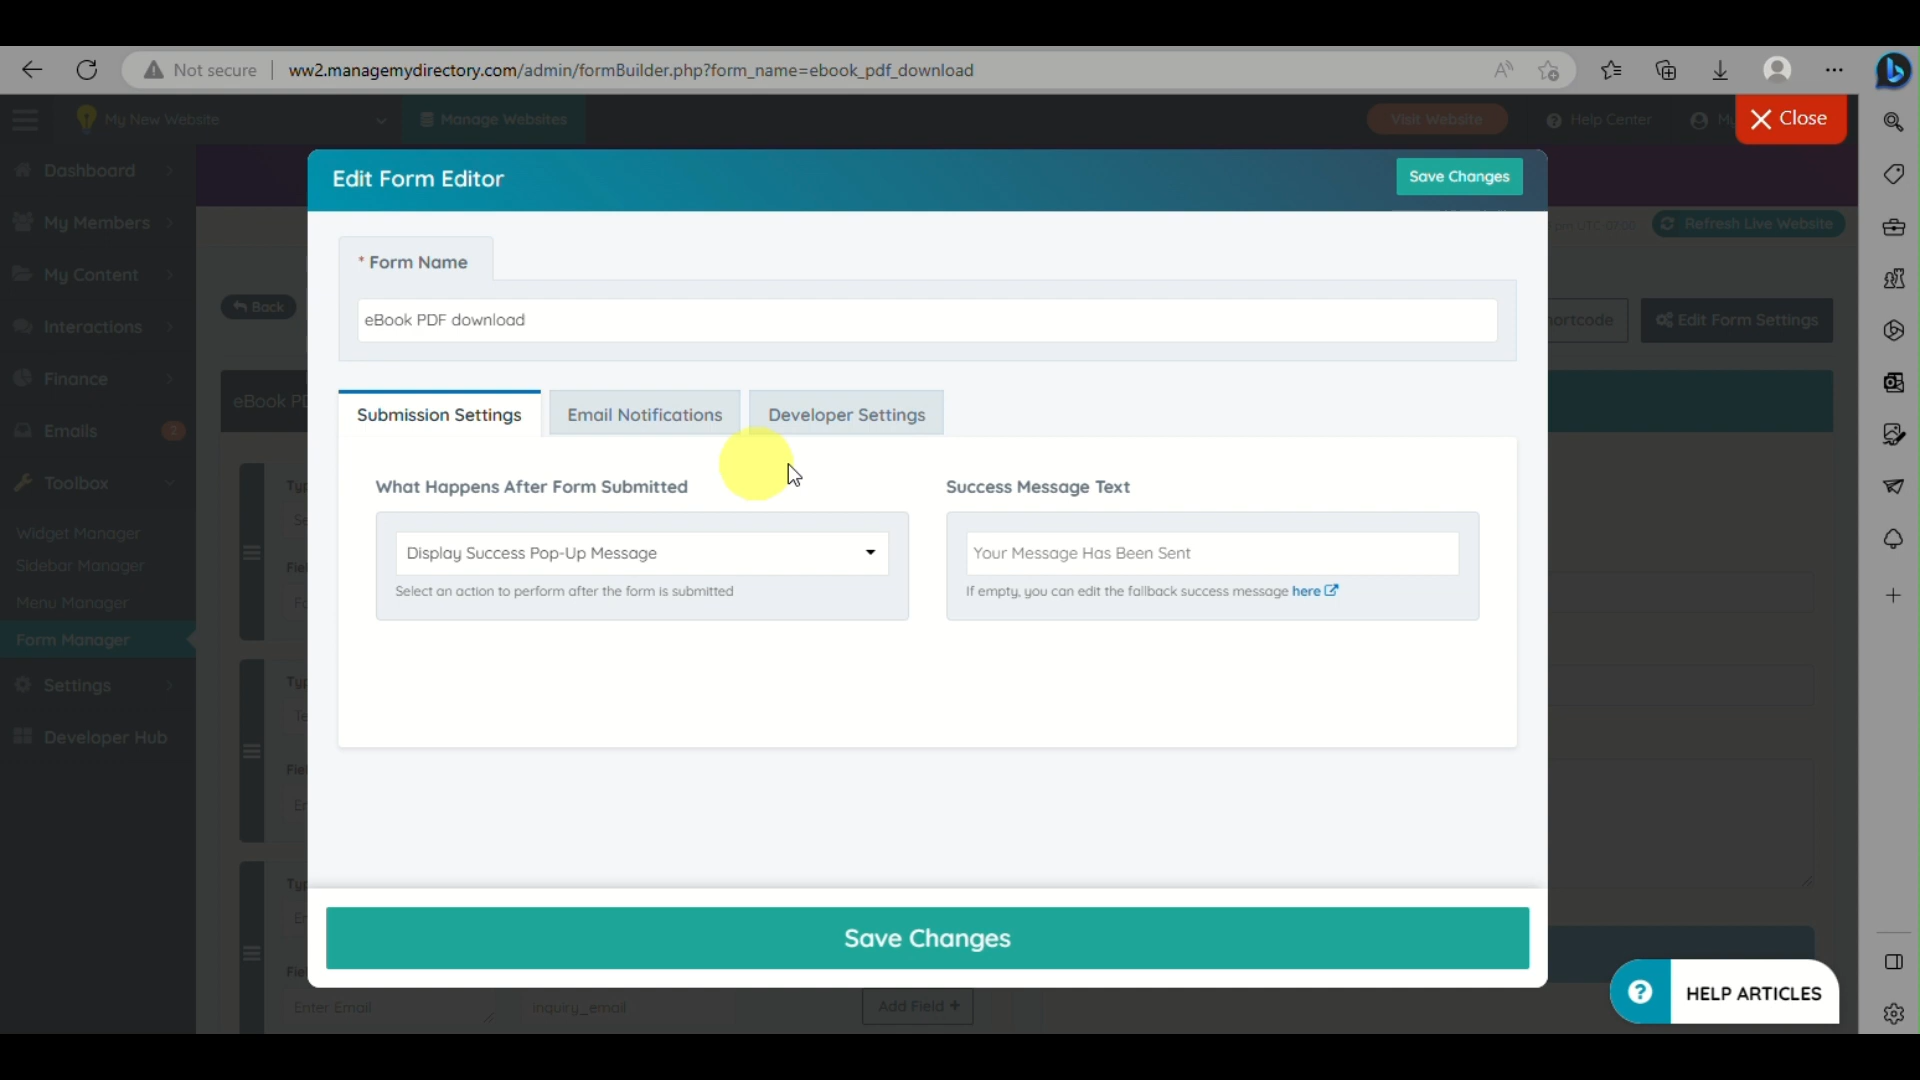 Not secure
ww2.managemydirectory.com/admin/formBuilder.php?form_name=ebook_pdf_download
My New Website
Manage Websites
Visit Website
Help Center
Close
Dashboard
My Members
My Content
Interactions
Finance
Emails 2
Toolbox
Widget Manager
Sidebar Manager
Menu Manager
Form Manager
Settings
Developer Hub
Refresh Live Website
Back
Edit Form Settings
Edit Form Editor
Save Changes
* Form Name
eBook PDF download
Submission Settings
Email Notifications
Developer Settings
What Happens After Form Submitted
Display Success Pop-Up Message
Select an action to perform after the form is submitted
Success Message Text
Your Message Has Been Sent
If empty, you can edit the fallback success message here
Save Changes
Enter Email
inquiry_email
Add Field +
HELP ARTICLES